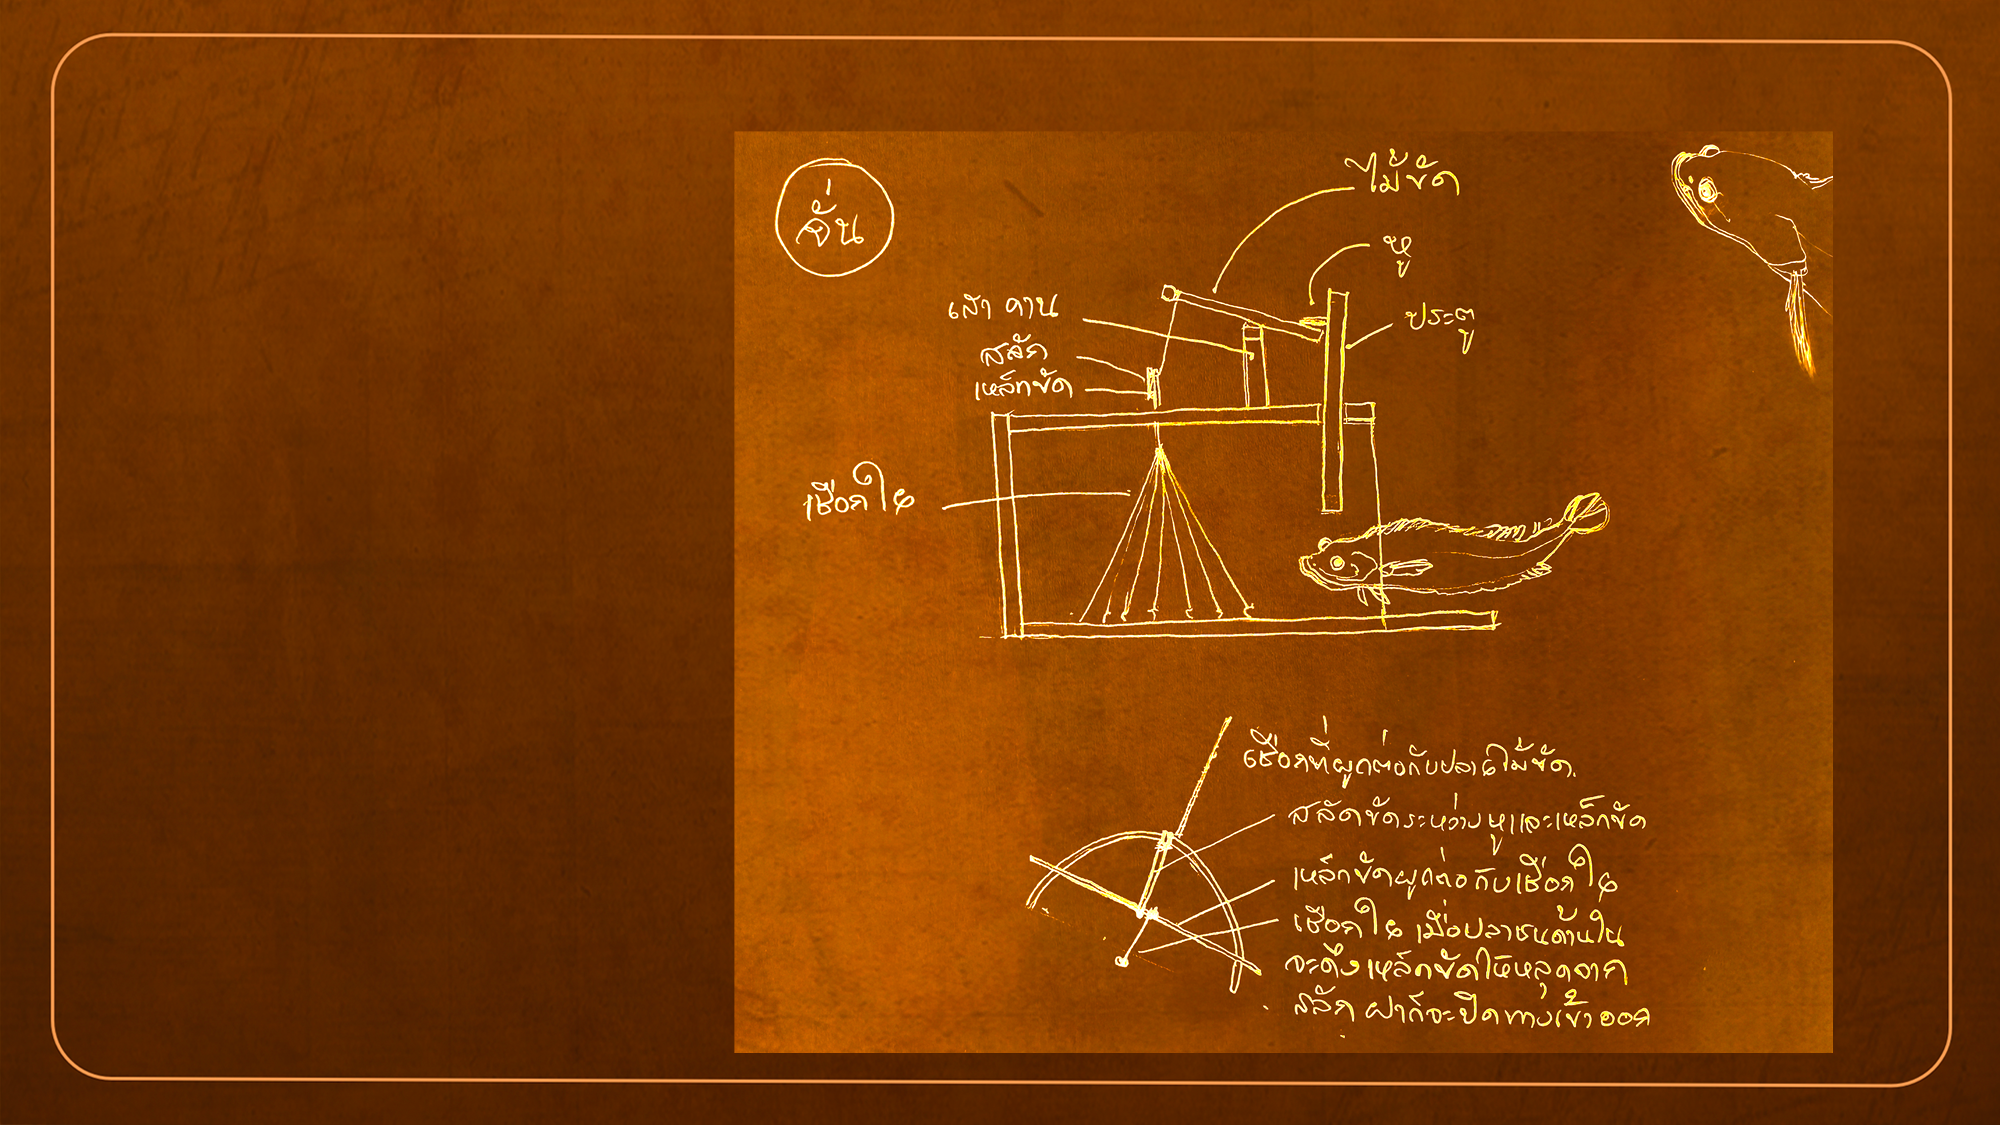 จั่น
ไม้ขัด
หู
ประตู
เสา คาน
สลัก
เหล็กขัด
เชือกใย
เชือกที่ผูกต่อกับปลายไม้ขัด
สลักขัดระหว่างหูและเหล็กขัด
เหล็กขัดผูกต่อกับเชือกใย
เชือกใย เมื่อปลาชนด้านใน
จะดึงเหล็กขัดให้หลุดจาก
สลัก ฝาก็จะปิดทางเข้าออก